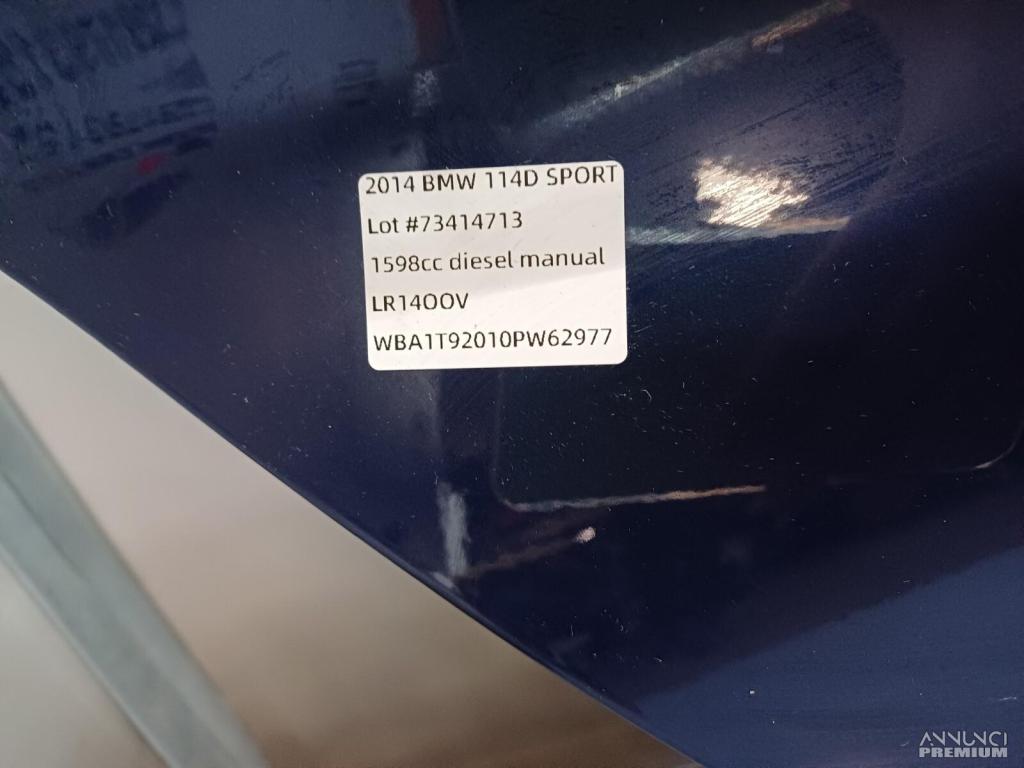 2014 BMW 114D SPORT
Lot #73414713
1598cc diesel manual
LR14OOV
WBA1T92010PW62977
ANNUNCI
PREMIUM